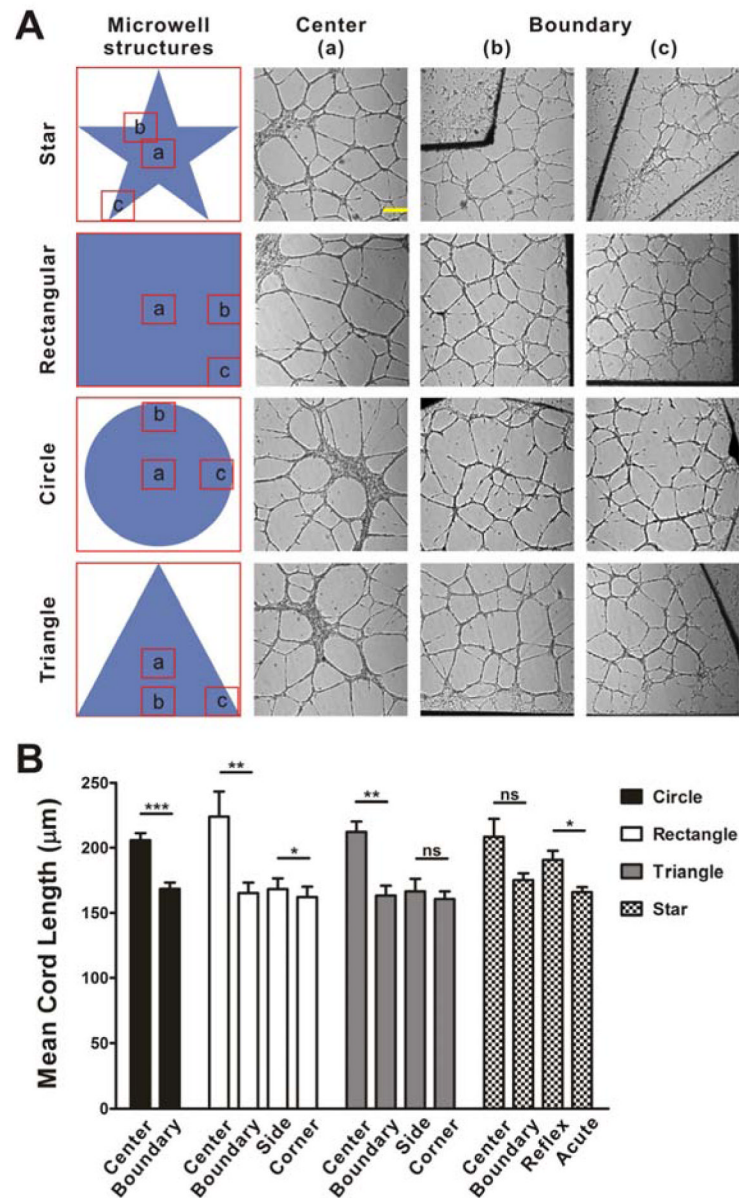 A
Microwell structures
Center
(a)
Boundary
(b)
(c)
Star
b
a
c
Rectangular
a
b
c
Circle
b
a
c
Triangle
a
b
c
B
Mean Cord Length (μm)
250
200
150
100
50
0
***
**
*
**
ns
ns
*
Circle
Rectangle
Triangle
Star
Center
Boundary
Center
Boundary
Side
Corner
Center
Boundary
Side
Corner
Center
Boundary
Reflex
Acute